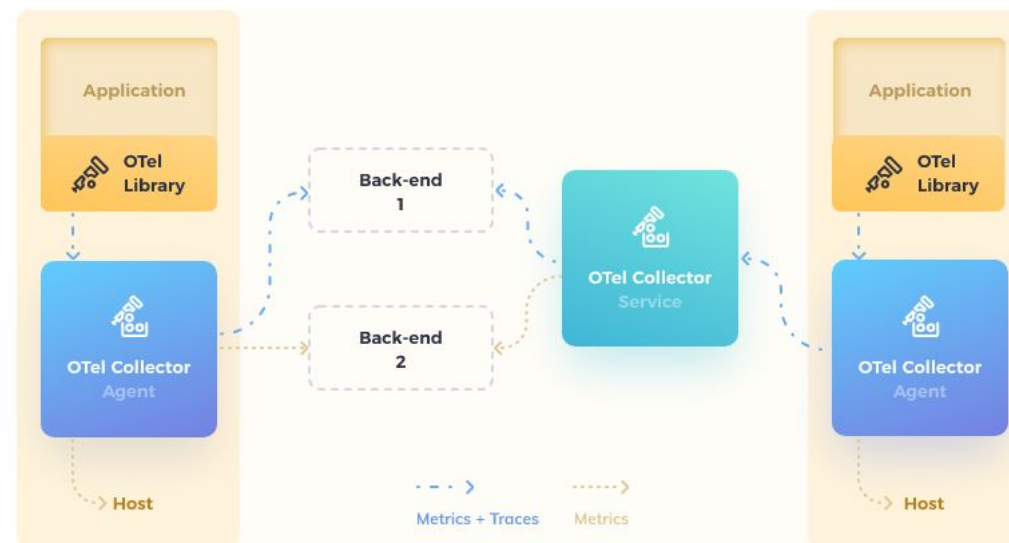 Application
OTel
Library
OTel Collector
Agent
Host
Back-end
1
Back-end
2
OTel Collector
Service
Application
OTel
Library
OTel Collector
Agent
Host
Metrics + Traces
Metrics